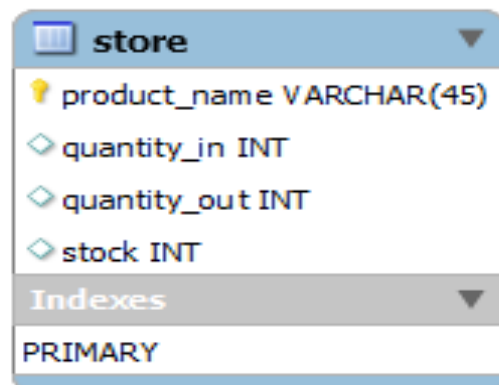 store
product_name VARCHAR(45)
quantity_in INT
quantity_out INT
stock INT
Indexes
PRIMARY